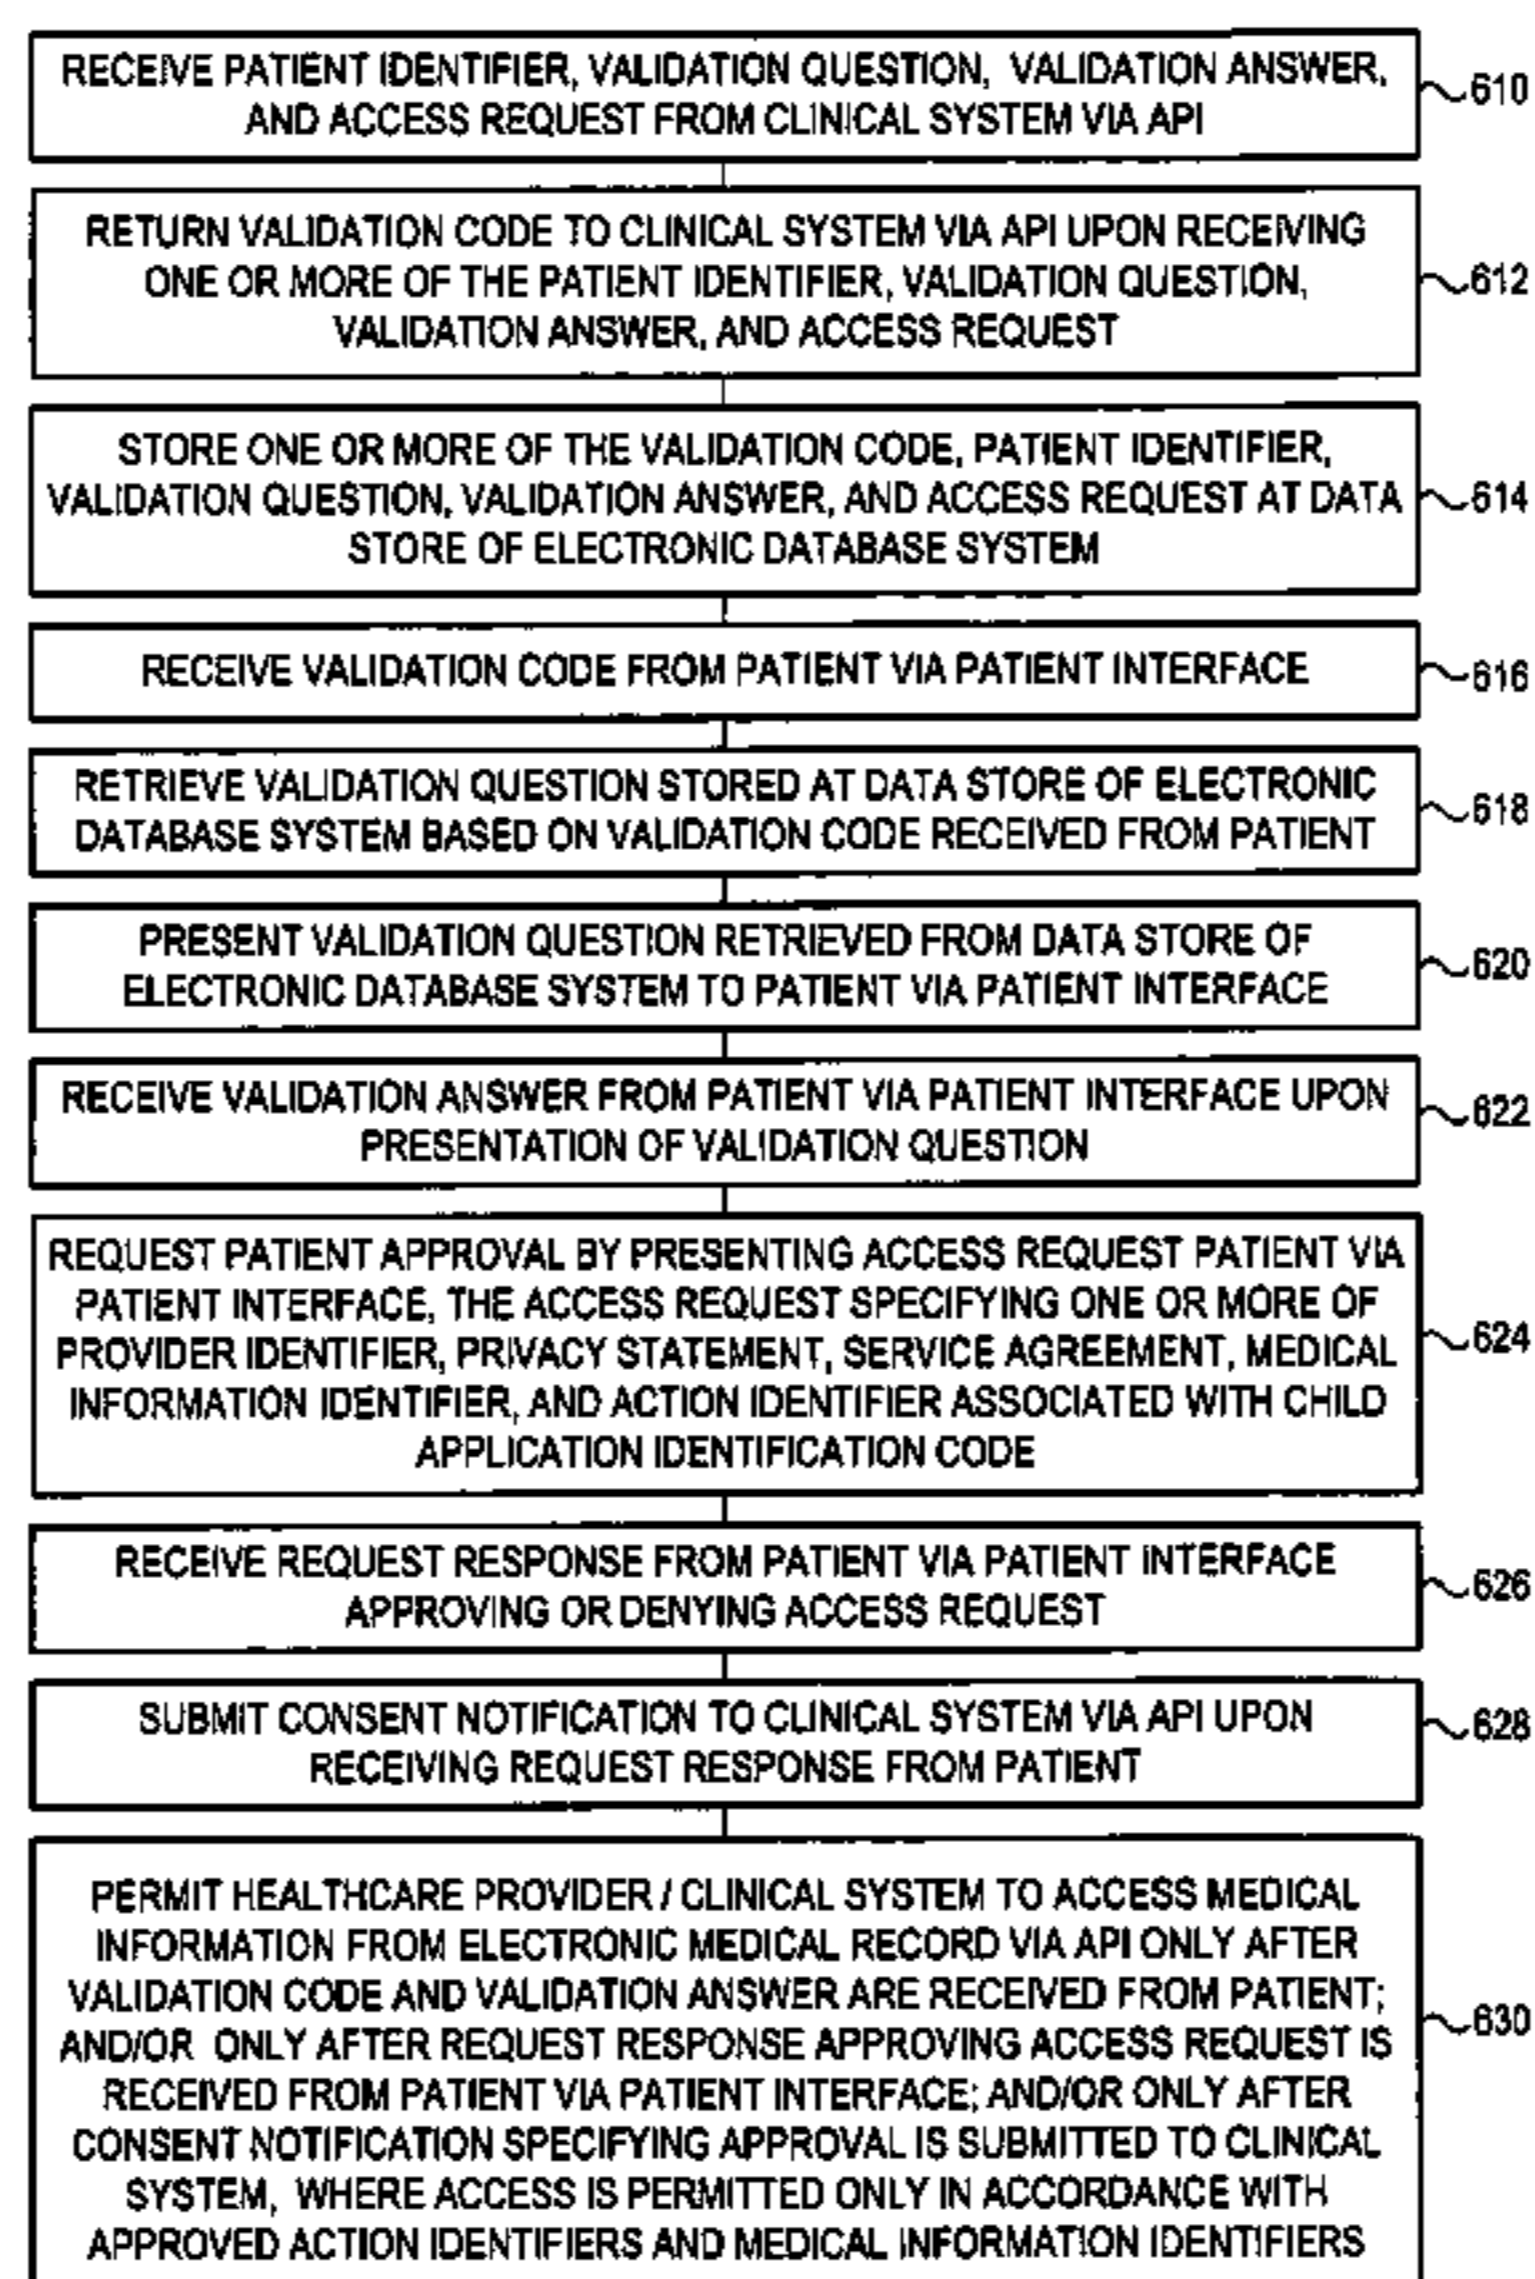 RECEIVE PATIENT IDENTIFIER, VALIDATION QUESTION, VALIDATION ANSWER,
AND ACCESS REQUEST FROM CLINICAL SYSTEM VIA API
610
RETURN VALIDATION CODE TO CLINICAL SYSTEM VIA API UPON RECEIVING
ONE OR MORE OF THE PATIENT IDENTIFIER, VALIDATION QUESTION,
VALIDATION ANSWER, AND ACCESS REQUEST
612
STORE ONE OR MORE OF THE VALIDATION CODE, PATIENT IDENTIFIER,
VALIDATION QUESTION, VALIDATION ANSWER, AND ACCESS REQUEST AT DATA
STORE OF ELECTRONIC DATABASE SYSTEM
614
RECEIVE VALIDATION CODE FROM PATIENT VIA PATIENT INTERFACE
616
RETRIEVE VALIDATION QUESTION STORED AT DATA STORE OF ELECTRONIC
DATABASE SYSTEM BASED ON VALIDATION CODE RECEIVED FROM PATIENT
618
PRESENT VALIDATION QUESTION RETRIEVED FROM DATA STORE OF
ELECTRONIC DATABASE SYSTEM TO PATIENT VIA PATIENT INTERFACE
620
RECEIVE VALIDATION ANSWER FROM PATIENT VIA PATIENT INTERFACE UPON
PRESENTATION OF VALIDATION QUESTION
622
REQUEST PATIENT APPROVAL BY PRESENTING ACCESS REQUEST PATIENT VIA
PATIENT INTERFACE, THE ACCESS REQUEST SPECIFYING ONE OR MORE OF
PROVIDER IDENTIFIER, PRIVACY STATEMENT, SERVICE AGREEMENT, MEDICAL
INFORMATION IDENTIFIER, AND ACTION IDENTIFIER ASSOCIATED WITH CHILD
APPLICATION IDENTIFICATION CODE
624
RECEIVE REQUEST RESPONSE FROM PATIENT VIA PATIENT INTERFACE
APPROVING OR DENYING ACCESS REQUEST
626
SUBMIT CONSENT NOTIFICATION TO CLINICAL SYSTEM VIA API UPON
RECEIVING REQUEST RESPONSE FROM PATIENT
628
PERMIT HEALTHCARE PROVIDER / CLINICAL SYSTEM TO ACCESS MEDICAL
INFORMATION FROM ELECTRONIC MEDICAL RECORD VIA API ONLY AFTER
VALIDATION CODE AND VALIDATION ANSWER ARE RECEIVED FROM PATIENT;
AND/OR ONLY AFTER REQUEST RESPONSE APPROVING ACCESS REQUEST IS
RECEIVED FROM PATIENT VIA PATIENT INTERFACE; AND/OR ONLY AFTER
CONSENT NOTIFICATION SPECIFYING APPROVAL IS SUBMITTED TO CLINICAL
SYSTEM, WHERE ACCESS IS PERMITTED ONLY IN ACCORDANCE WITH
APPROVED ACTION IDENTIFIERS AND MEDICAL INFORMATION IDENTIFIERS
630